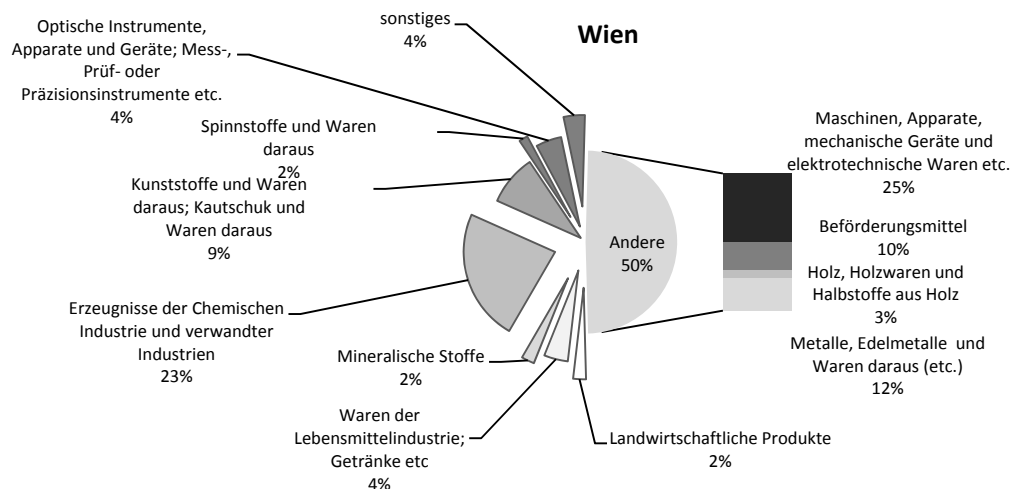 Wien
sonstiges
4%
Optische Instrumente,
Apparate und Geräte; Mess-,
Prüf- oder
Präzisionsinstrumente etc.
4%
Spinnstoffe und Waren
daraus
2%
Kunststoffe und Waren
daraus; Kautschuk und
Waren daraus
9%
Erzeugnisse der Chemischen
Industrie und verwandter
Industrien
23%
Mineralische Stoffe
2%
Waren der
Lebensmittelindustrie;
Getränke etc
4%
Landwirtschaftliche Produkte
2%
Andere
50%
Maschinen, Apparate,
mechanische Geräte und
elektrotechnische Waren etc.
25%
Beförderungsmittel
10%
Holz, Holzwaren und
Halbstoffe aus Holz
3%
Metalle, Edelmetalle und
Waren daraus (etc.)
12%